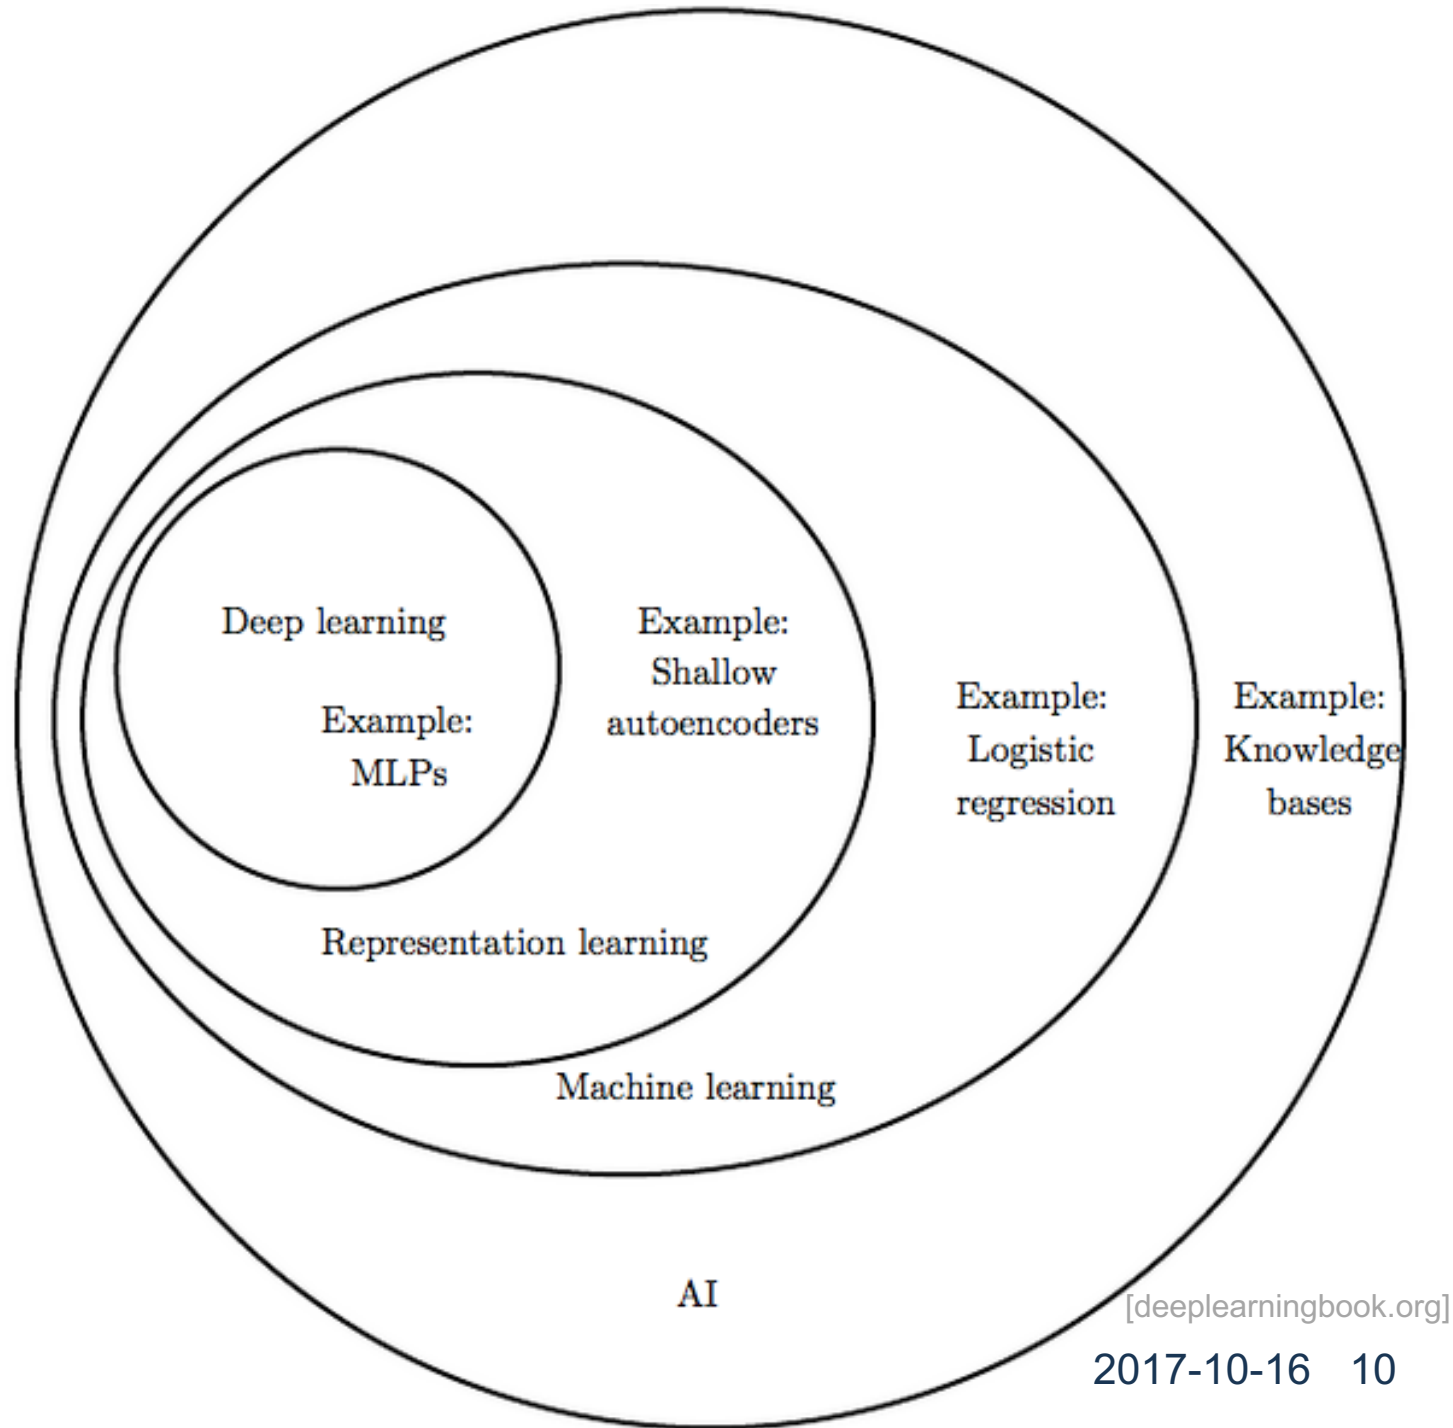 Deep learning
Example:
MLPs
Example:
Shallow
autoencoders
Example:
Logistic
regression
Example:
Knowledge
bases
Representation learning
Machine learning
AI
[deeplearningbook.org]
2017-10-16 10